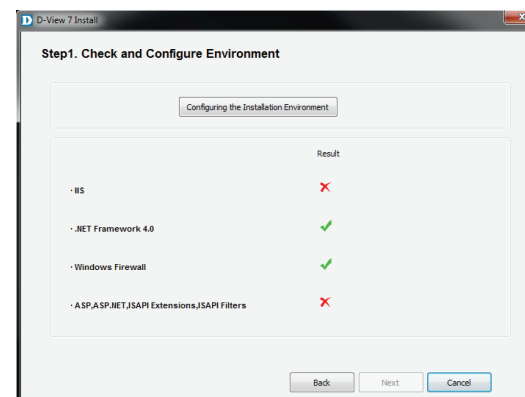 D D-View 7 Install
Step1. Check and Configure Environment
Configuring the Installation Environment
Result
· IIS
· .NET Framework 4.0
· Windows Firewall
· ASP,ASP.NET,ISAPI Extensions,ISAPI Filters
Back Next Cancel